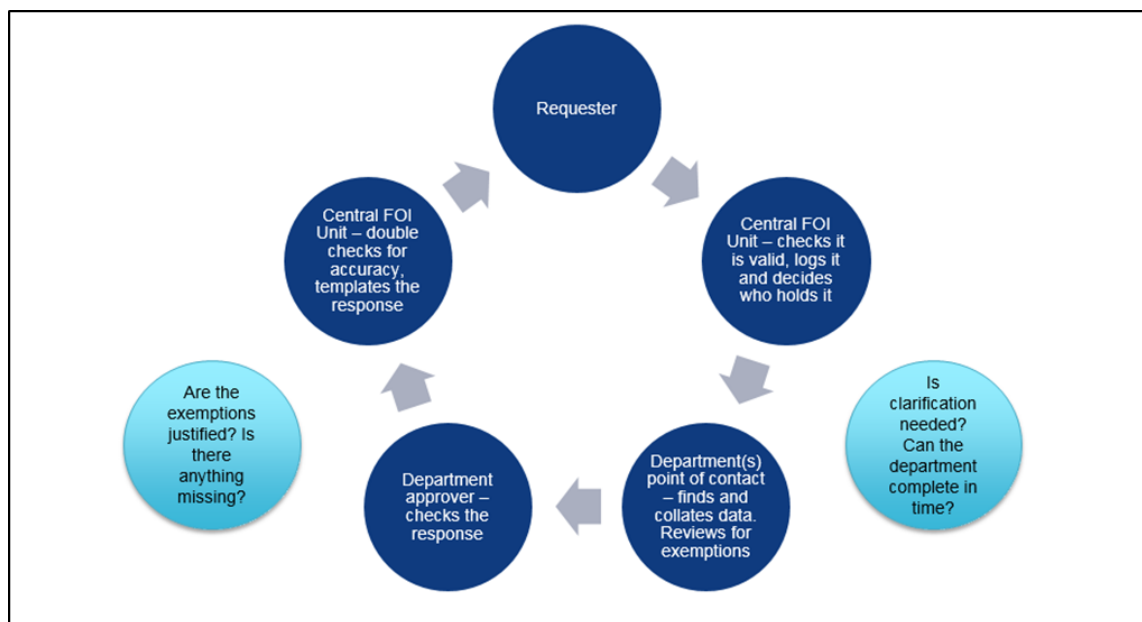 Requester
Central FOI
Unit – checks it
is valid, logs it
and decides
who holds it
Department(s)
point of contact
– finds and
collates data.
Reviews for
exemptions
Department
approver –
checks the
response
Central FOI
Unit – double
checks for
accuracy,
templates the
response
Is
clarification
needed?
Can the
department
complete in
time?
Are the
exemptions
justified? Is
there
anything
missing?